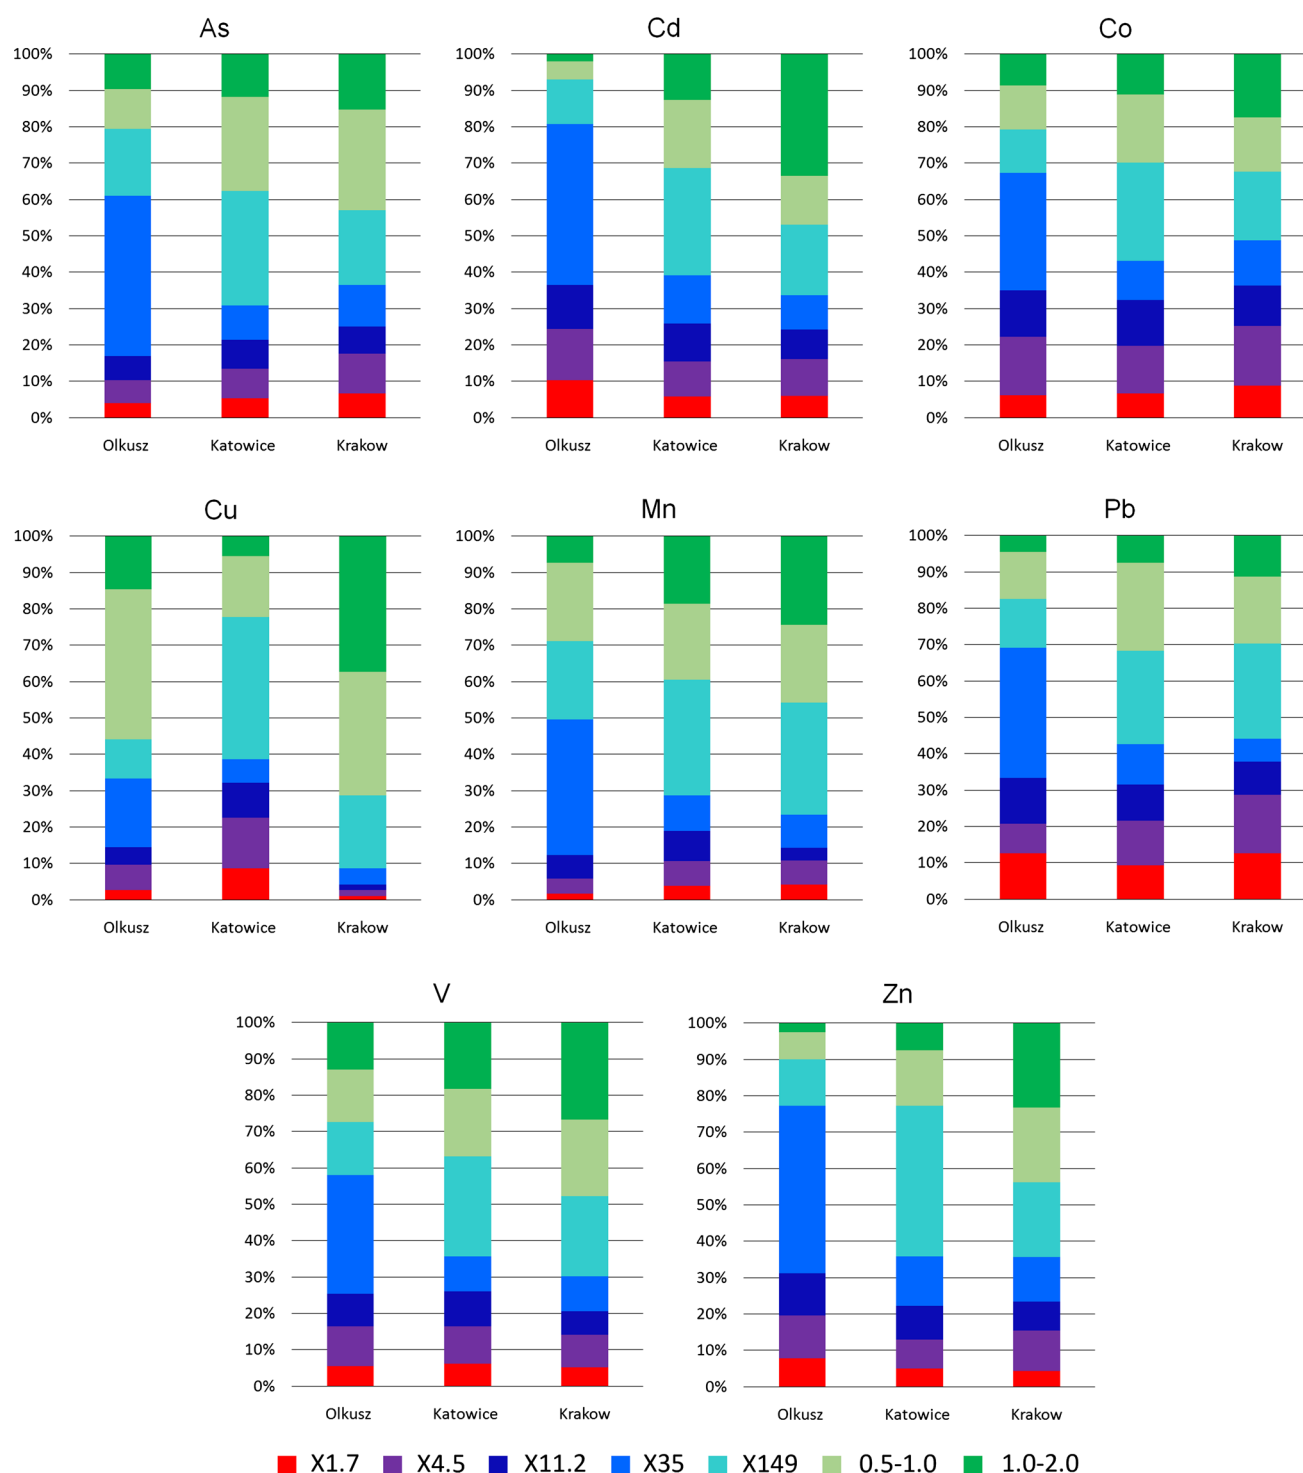 As Cd Co
100% 100% 100%
90% 90% 90%
80% 80% 80%
70% 70% 70%
60% 60% 60%
50% 50% 50%
40% 40% 40%
30% 30% 30%
20% 20% 20%
10% 10% 10%
0% 0% 0%
Olkusz Katowice Krakow Olkusz Katowice Krakow Olkusz Katowice Krakow
Cu Mn Pb
100% 100% 100%
90% 90% 90%
80% 80% 80%
70% 70% 70%
60% 60% 60%
50% 50% 50%
40% 40% 40%
30% 30% 30%
20% 20% 20%
10% 10% 10%
0% 0% 0%
Olkusz Katowice Krakow Olkusz Katowice Krakow Olkusz Katowice Krakow
V Zn
100% 100%
90% 90%
80% 80%
70% 70%
60% 60%
50% 50%
40% 40%
30% 30%
20% 20%
10% 10%
0% 0%
Olkusz Katowice Krakow Olkusz Katowice Krakow
X1.7 X4.5 X11.2 X35 X149 0.5-1.0 1.0-2.0